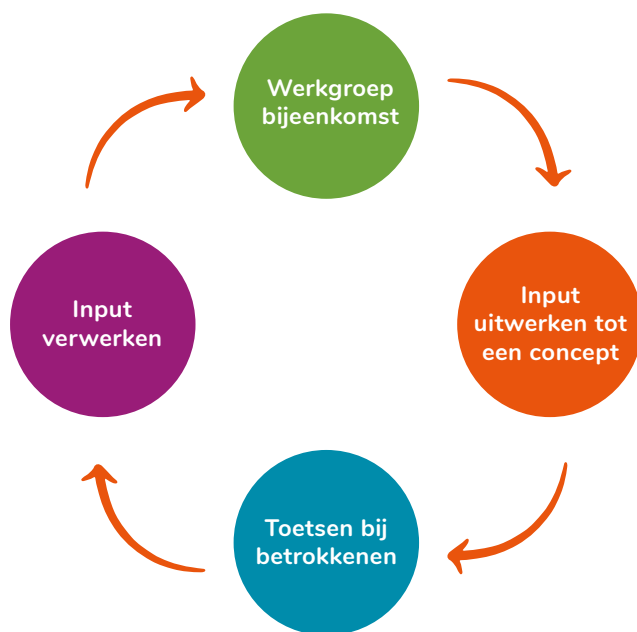 Werkgroep
bijeenkomst
Input
uitwerken tot
een concept
Toetsen bij
betrokkenen
Input
verwerken